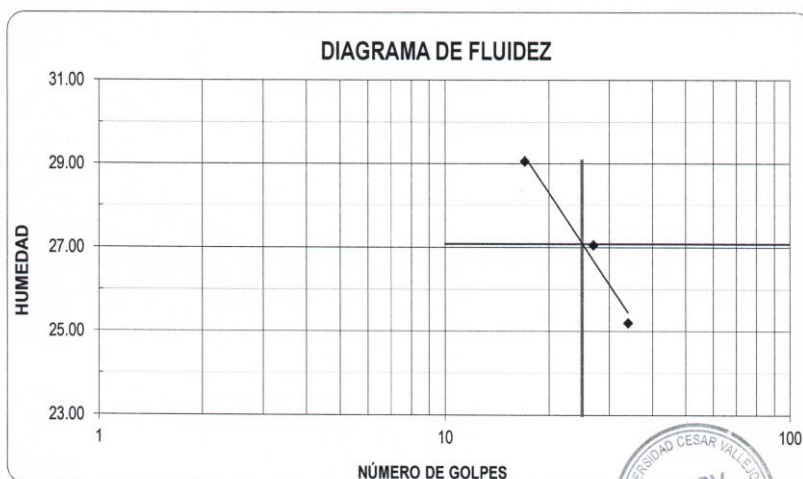 DIAGRAMA DE FLUIDEZ
31.00
29.00
27.00
25.00
23.00
HUMEDAD
1
10
100
NÚMERO DE GOLPES
ERSIDAD CESAR VALLEJO